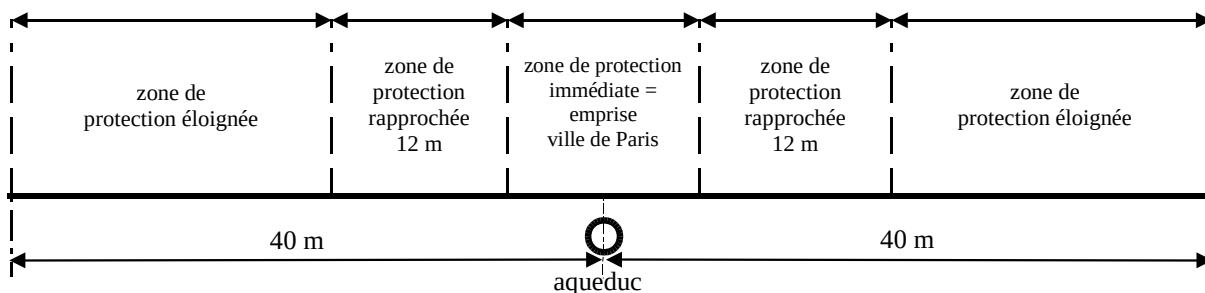 zone de
protection éloignée
zone de
protection
rapprochée
12 m
zone de protection
immédiate =
emprise
ville de Paris
zone de
protection
rapprochée
12 m
zone de
protection éloignée
40 m
40 m
aqueduc